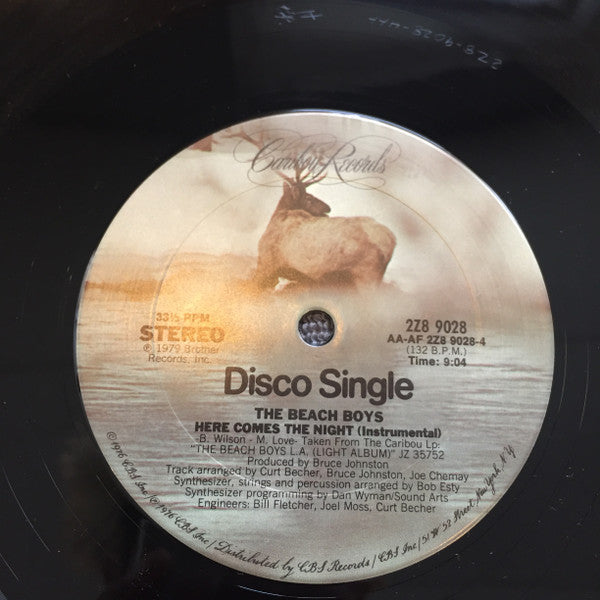 Caribou Records
33⅓ RPM
STEREO
℗ 1979 Brother
Records, Inc.
2Z8 9028
AA-AF 2Z8 9028-4
(132 B.P.M.)
Time: 9:04
Disco Single
THE BEACH BOYS
HERE COMES THE NIGHT (Instrumental)
-B. Wilson - M. Love- Taken From The Caribou Lp:
"THE BEACH BOYS L.A. (LIGHT ALBUM)" JZ 35752
Produced by Bruce Johnston
Track arranged by Curt Becher, Bruce Johnston, Joe Chemay
Synthesizer, strings and percussion arranged by Bob Esty
Synthesizer programming by Dan Wyman/Sound Arts
Engineers: Bill Fletcher, Joel Moss, Curt Becher
©1976 CBS Inc/ ℗1976 CBS Inc/ Distributed by CBS Records/ CBS Inc/ 51 W 52 Street, New York, N.Y.